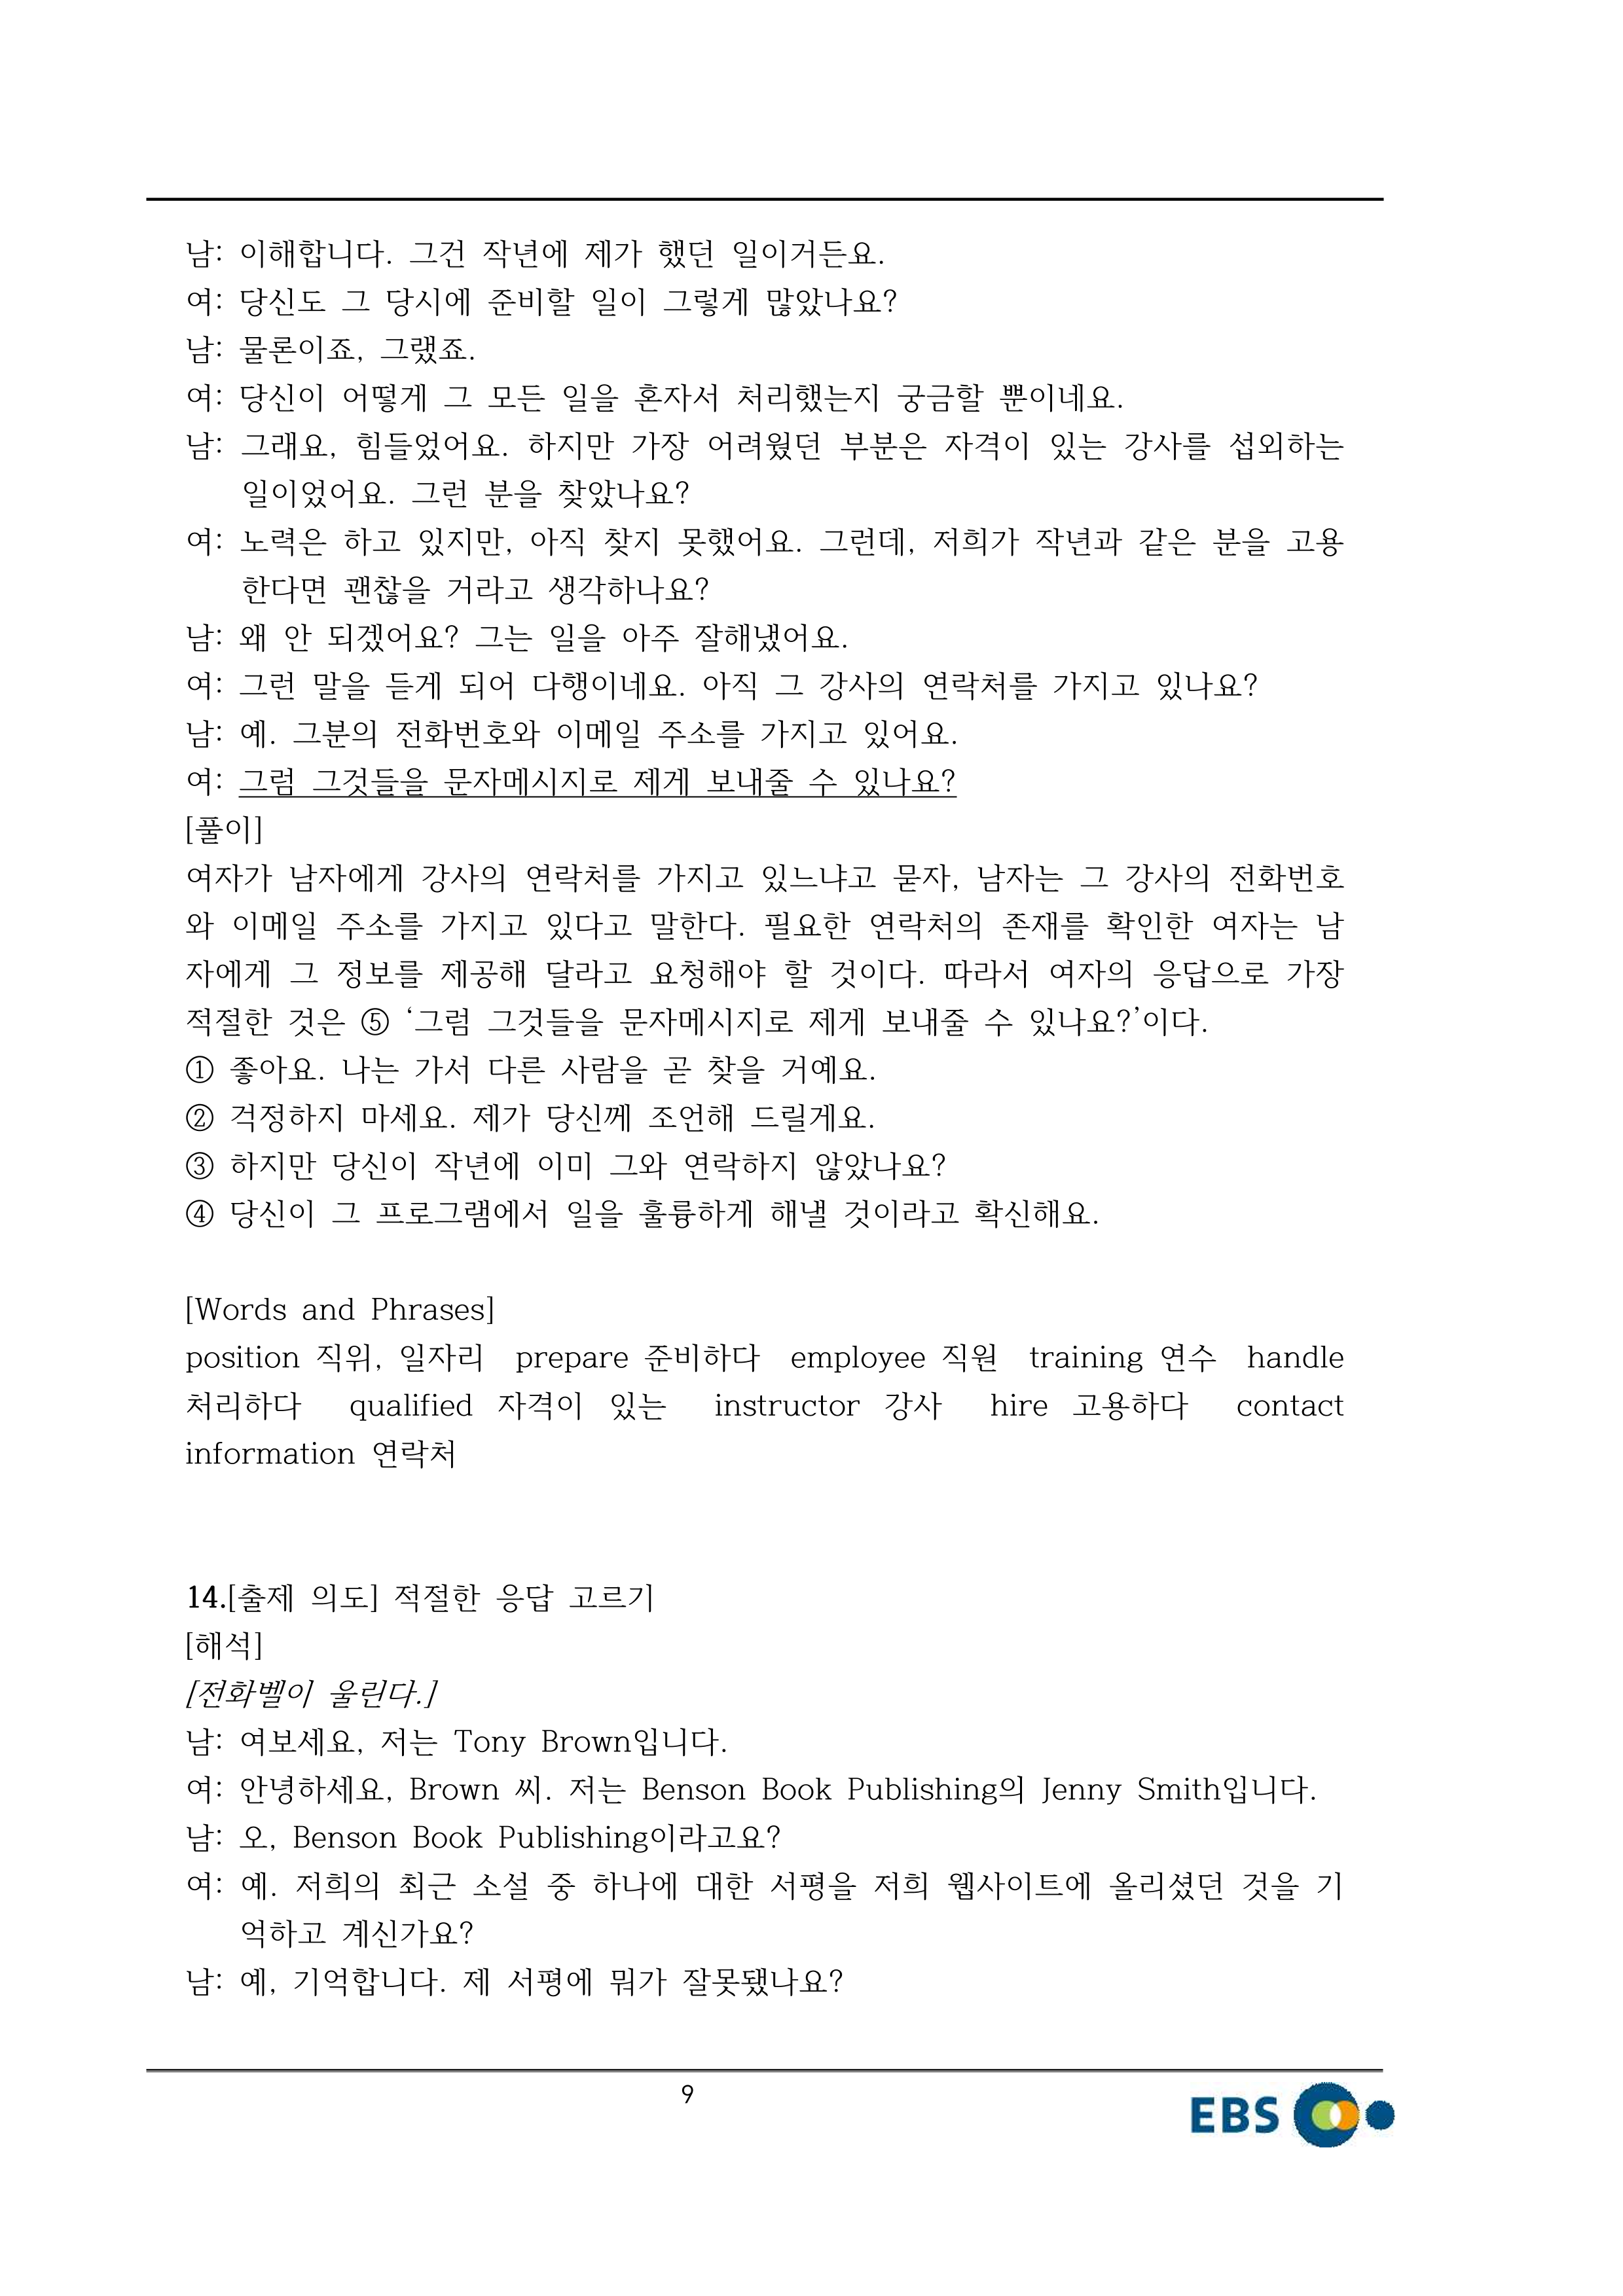 남: 이해합니다. 그건 작년에 제가 했던 일이거든요.
여: 당신도 그 당시에 준비할 일이 그렇게 많았나요?
남: 물론이죠, 그랬죠.
여: 당신이 어떻게 그 모든 일을 혼자서 처리했는지 궁금할 뿐이네요.
남: 그래요, 힘들었어요. 하지만 가장 어려웠던 부분은 자격이 있는 강사를 섭외하는
일이었어요. 그런 분을 찾았나요?
여: 노력은 하고 있지만, 아직 찾지 못했어요. 그런데, 저희가 작년과 같은 분을 고용
한다면 괜찮을 거라고 생각하나요?
남: 왜 안 되겠어요? 그는 일을 아주 잘해냈어요.
여: 그런 말을 듣게 되어 다행이네요. 아직 그 강사의 연락처를 가지고 있나요?
남: 예. 그분의 전화번호와 이메일 주소를 가지고 있어요.
여: 그럼 그것들을 문자메시지로 제게 보내줄 수 있나요?
[풀이]
여자가 남자에게 강사의 연락처를 가지고 있느냐고 묻자, 남자는 그 강사의 전화번호
와 이메일 주소를 가지고 있다고 말한다. 필요한 연락처의 존재를 확인한 여자는 남
자에게 그 정보를 제공해 달라고 요청해야 할 것이다. 따라서 여자의 응답으로 가장
적절한 것은 ⑤ ‘그럼 그것들을 문자메시지로 제게 보내줄 수 있나요?’이다.
① 좋아요. 나는 가서 다른 사람을 곧 찾을 거예요.
② 걱정하지 마세요. 제가 당신께 조언해 드릴게요.
③ 하지만 당신이 작년에 이미 그와 연락하지 않았나요?
④ 당신이 그 프로그램에서 일을 훌륭하게 해낼 것이라고 확신해요.
[Words and Phrases]
position 직위, 일자리 prepare 준비하다 employee 직원 training 연수 handle
처리하다 qualified 자격이 있는 instructor 강사 hire 고용하다 contact
information 연락처
14.[출제 의도] 적절한 응답 고르기
[해석]
[전화벨이 울린다.]
남: 여보세요, 저는 Tony Brown입니다.
여: 안녕하세요, Brown 씨. 저는 Benson Book Publishing의 Jenny Smith입니다.
남: 오, Benson Book Publishing이라고요?
여: 예. 저희의 최근 소설 중 하나에 대한 서평을 저희 웹사이트에 올리셨던 것을 기
억하고 계신가요?
남: 예, 기억합니다. 제 서평에 뭐가 잘못됐나요?
9
EBS